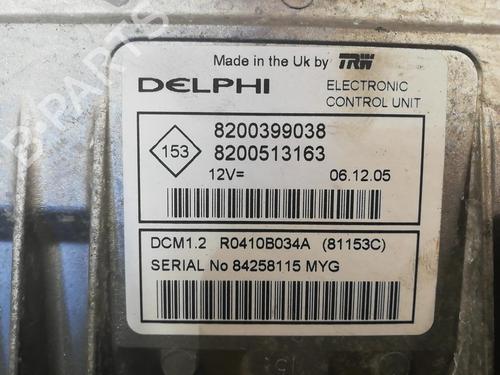 Made in the Uk by TRW
DELPHI
ELECTRONIC
CONTROL UNIT
153
8200399038
8200513163
12V=
06.12.05
DCM1.2 R0410B034A (81153C)
SERIAL No 84258115 MYG
B-PARTS